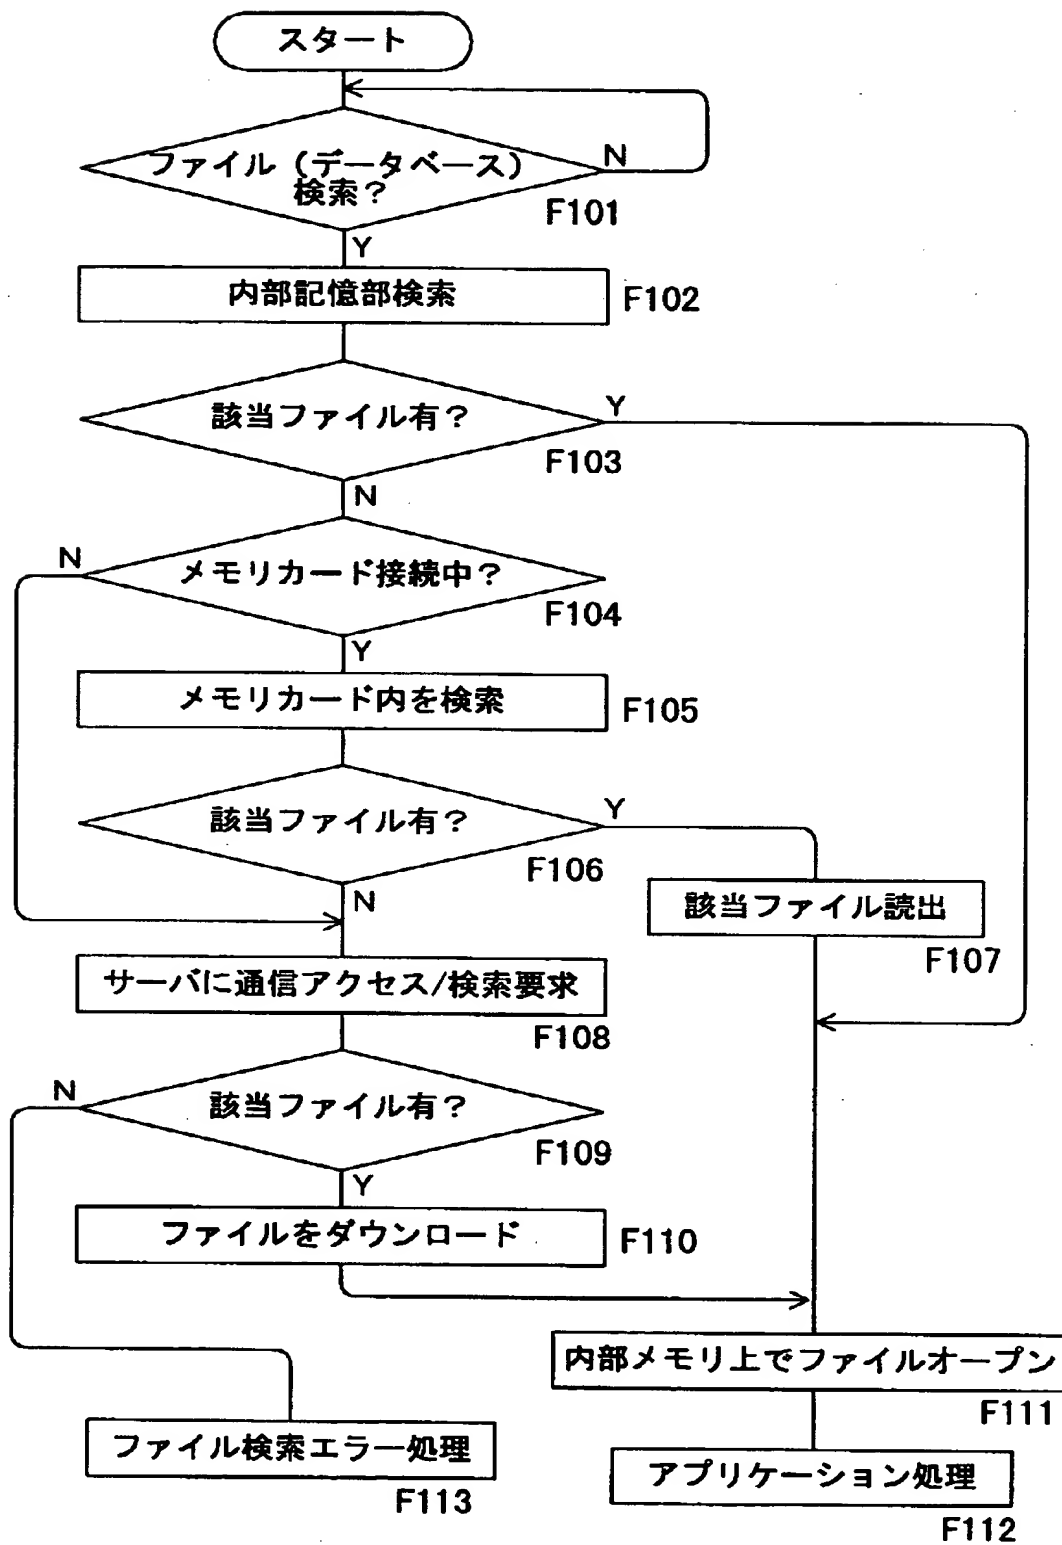 スタート
ファイル（データベース）
検索？
N
F101
Y
内部記憶部検索
F102
該当ファイル有？
Y
F103
N
メモリカード接続中？
N
F104
Y
メモリカード内を検索
F105
該当ファイル有？
Y
F106
N
該当ファイル読出
F107
サーバに通信アクセス/検索要求
F108
該当ファイル有？
N
F109
Y
ファイルをダウンロード
F110
内部メモリ上でファイルオープン
F111
ファイル検索エラー処理
F113
アプリケーション処理
F112